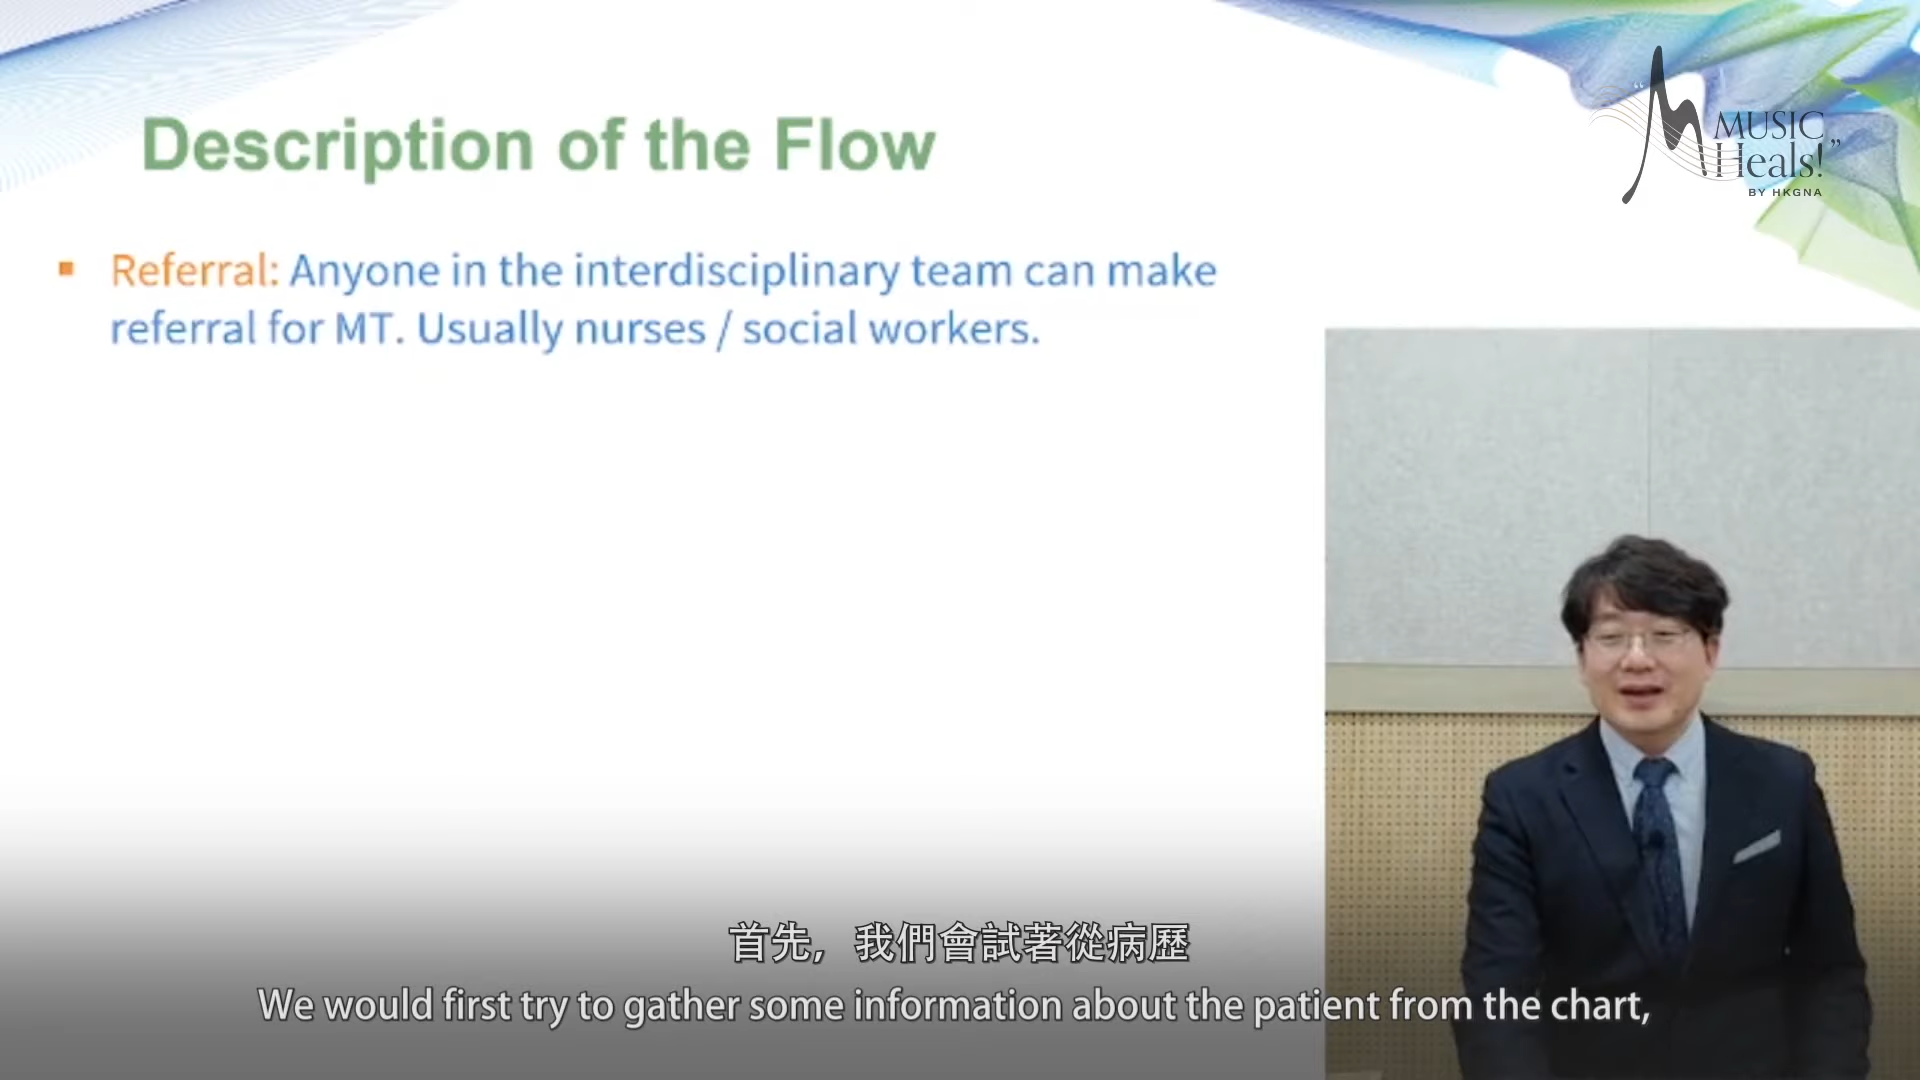 Description of the Flow
“MUSIC
Heals!”
BY HKGNA
▪ Referral: Anyone in the interdisciplinary team can make
referral for MT. Usually nurses / social workers.
首先，我們會試著從病歷
We would first try to gather some information about the patient from the chart,